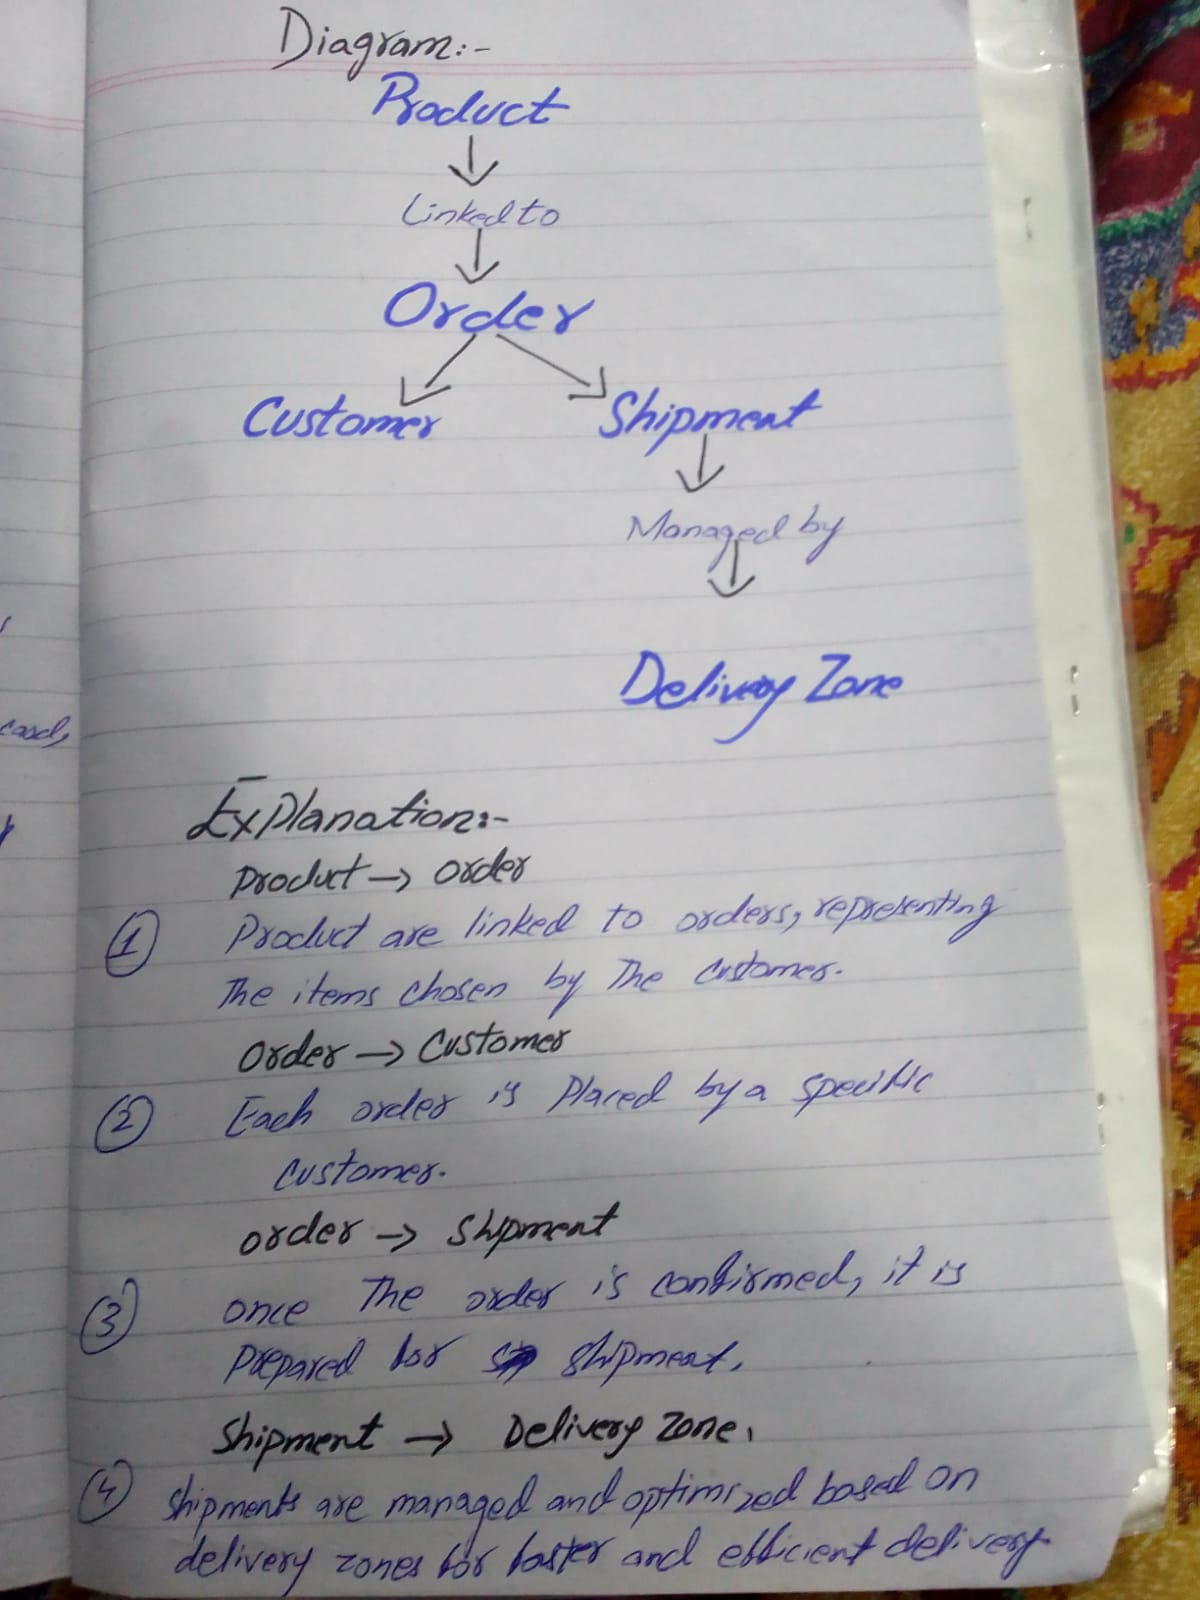 Diagram:-
Product
Linked to
Order
Customer Shipment
Managed by
Delivery Zone
Explanation:-
Product → Order
① Product are linked to orders, representing
The items chosen by The customer.
Order → Customer
② Each order is Placed by a specific
customer.
order → Shipment
③ once The order is confirmed, it is
Prepared for shipment.
Shipment → Delivery Zone.
④ shipments are managed and optimized based on
delivery zones for faster and efficient delivery